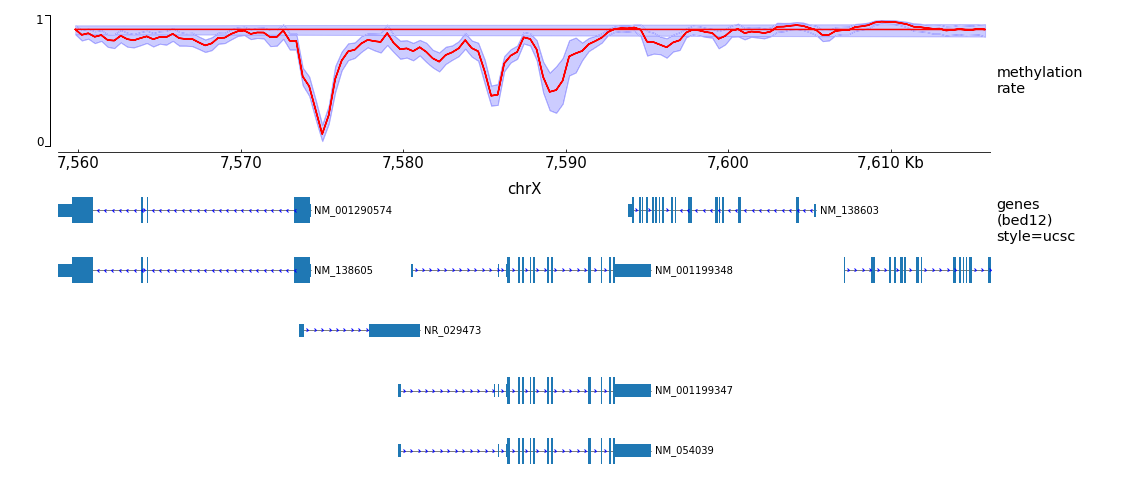 1
methylation
rate
0
7,560 7,570 7,580 7,590 7,600 7,610 Kb
chrX
NM_001290574 NM_138603
genes
(bed12)
style=ucsc
NM_138605 NM_001199348
NR_029473
NM_001199347
NM_054039